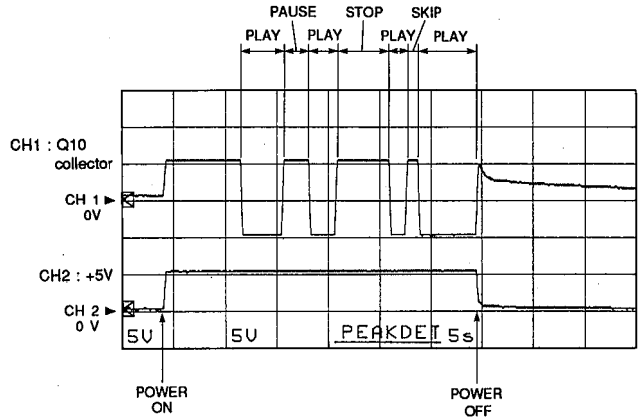 PAUSE STOP SKIP
PLAY PLAY PLAY PLAY
CH1 : Q10
collector
CH 1
0V
CH2 : +5V
CH 2
0 V
5V 5V PEAKDET 5s
POWER
ON
POWER
OFF